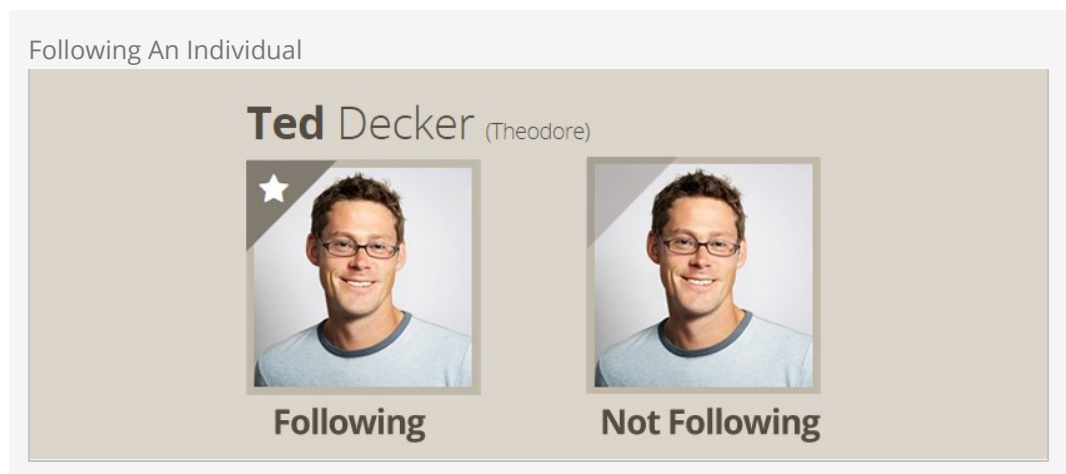 Following An Individual
Ted Decker (Theodore)
Following
Not Following